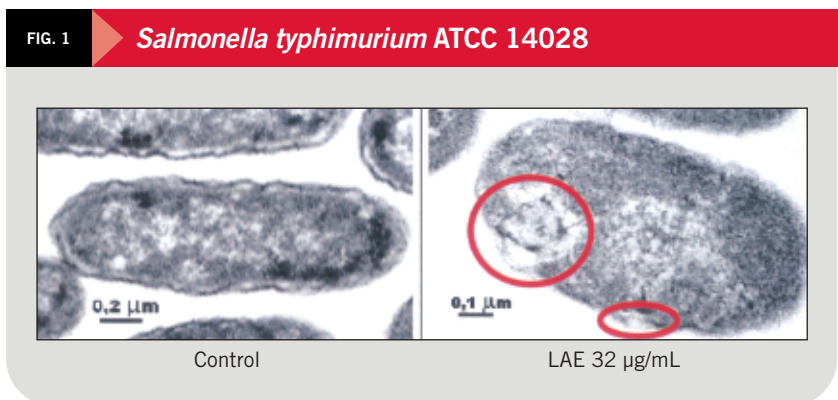 FIG. 1
Salmonella typhimurium ATCC 14028
0,2 µm
0,1 µm
Control
LAE 32 µg/mL